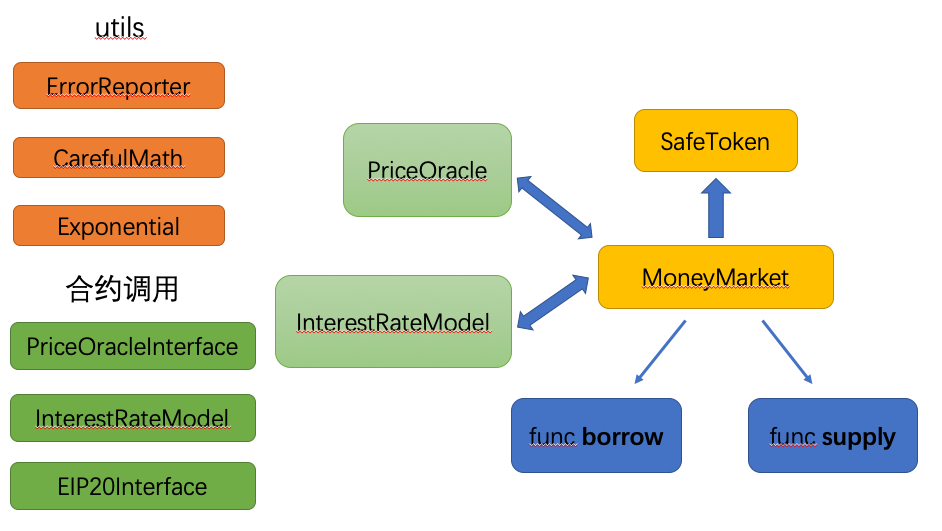 utils
ErrorReporter
CarefulMath
Exponential
合约调用
PriceOracleInterface
InterestRateModel
EIP20Interface
PriceOracle
InterestRateModel
SafeToken
MoneyMarket
func borrow
func supply